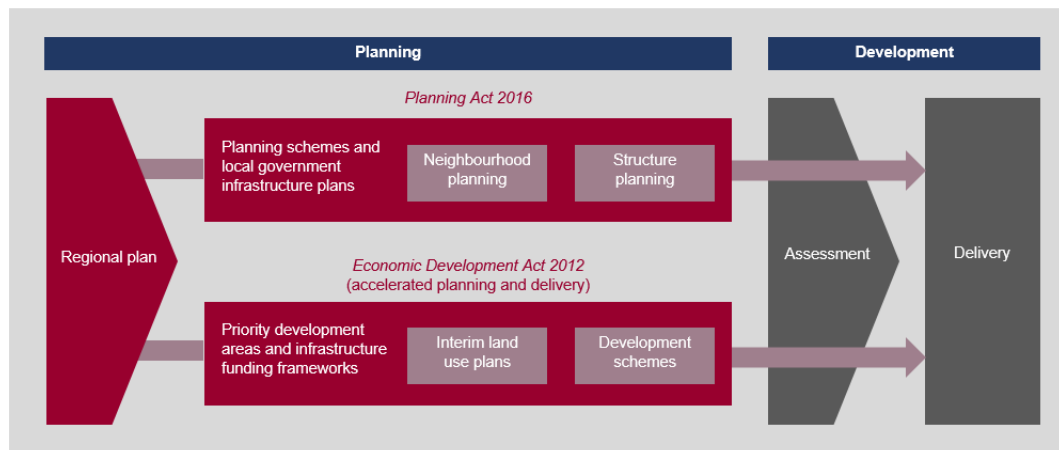 Planning
Development
Planning Act 2016
Planning schemes and
local government
infrastructure plans
Neighbourhood
planning
Structure
planning
Regional plan
Assessment
Delivery
Economic Development Act 2012
(accelerated planning and delivery)
Priority development
areas and infrastructure
funding frameworks
Interim land
use plans
Development
schemes